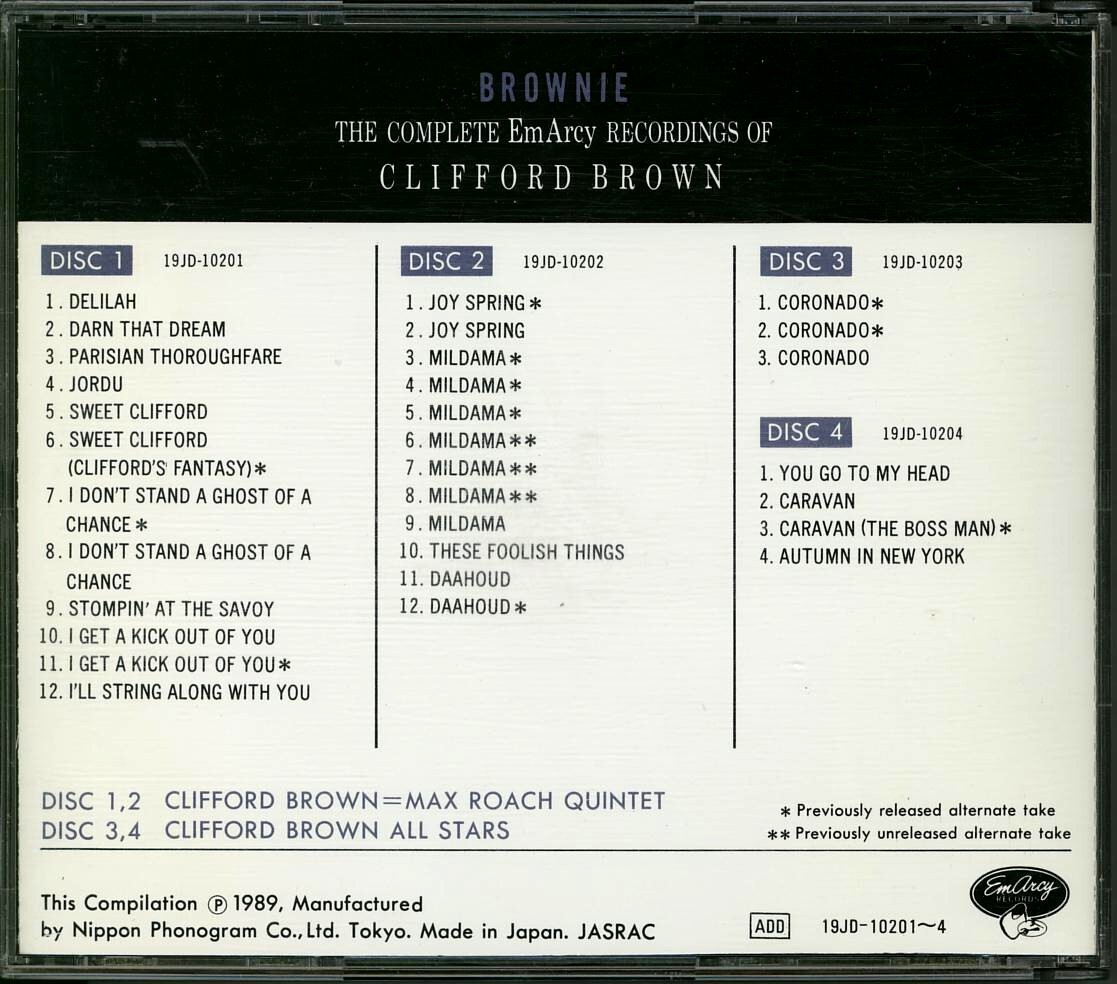 BROWNIE
THE COMPLETE EmArcy RECORDINGS OF
CLIFFORD BROWN
DISC 1 19JD-10201
1. DELILAH
2. DARN THAT DREAM
3. PARISIAN THOROUGHFARE
4. JORDU
5. SWEET CLIFFORD
6. SWEET CLIFFORD
(CLIFFORD'S FANTASY)*
7. I DON'T STAND A GHOST OF A
CHANCE*
8. I DON'T STAND A GHOST OF A
CHANCE
9. STOMPIN' AT THE SAVOY
10. I GET A KICK OUT OF YOU
11. I GET A KICK OUT OF YOU*
12. I'LL STRING ALONG WITH YOU
DISC 2 19JD-10202
1. JOY SPRING*
2. JOY SPRING
3. MILDAMA*
4. MILDAMA*
5. MILDAMA*
6. MILDAMA**
7. MILDAMA**
8. MILDAMA**
9. MILDAMA
10. THESE FOOLISH THINGS
11. DAAHOUD
12. DAAHOUD*
DISC 3 19JD-10203
1. CORONADO*
2. CORONADO*
3. CORONADO
DISC 4 19JD-10204
1. YOU GO TO MY HEAD
2. CARAVAN
3. CARAVAN (THE BOSS MAN)*
4. AUTUMN IN NEW YORK
DISC 1,2 CLIFFORD BROWN=MAX ROACH QUINTET
DISC 3,4 CLIFFORD BROWN ALL STARS
* Previously released alternate take
** Previously unreleased alternate take
This Compilation ℗ 1989, Manufactured
by Nippon Phonogram Co., Ltd. Tokyo. Made in Japan. JASRAC
ADD 19JD-10201~4
EmArcy
RECORDS